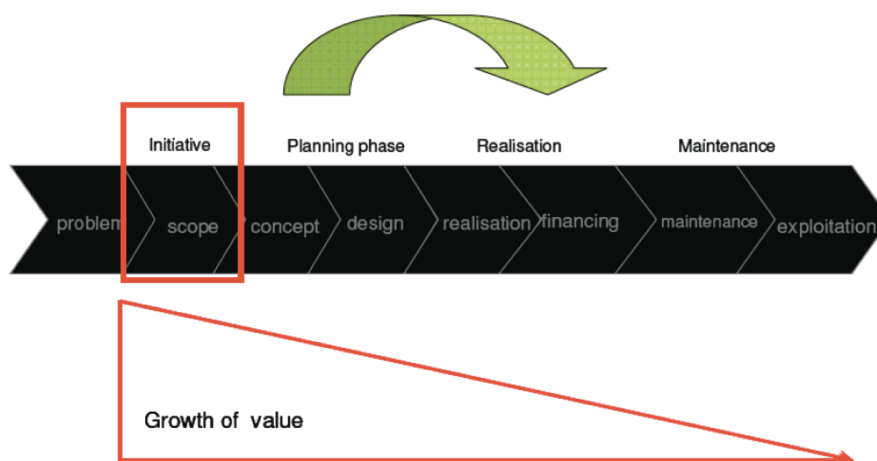 Initiative
Planning phase
Realisation
Maintenance
problem
scope
concept
design
realisation
financing
maintenance
exploitation
Growth of value